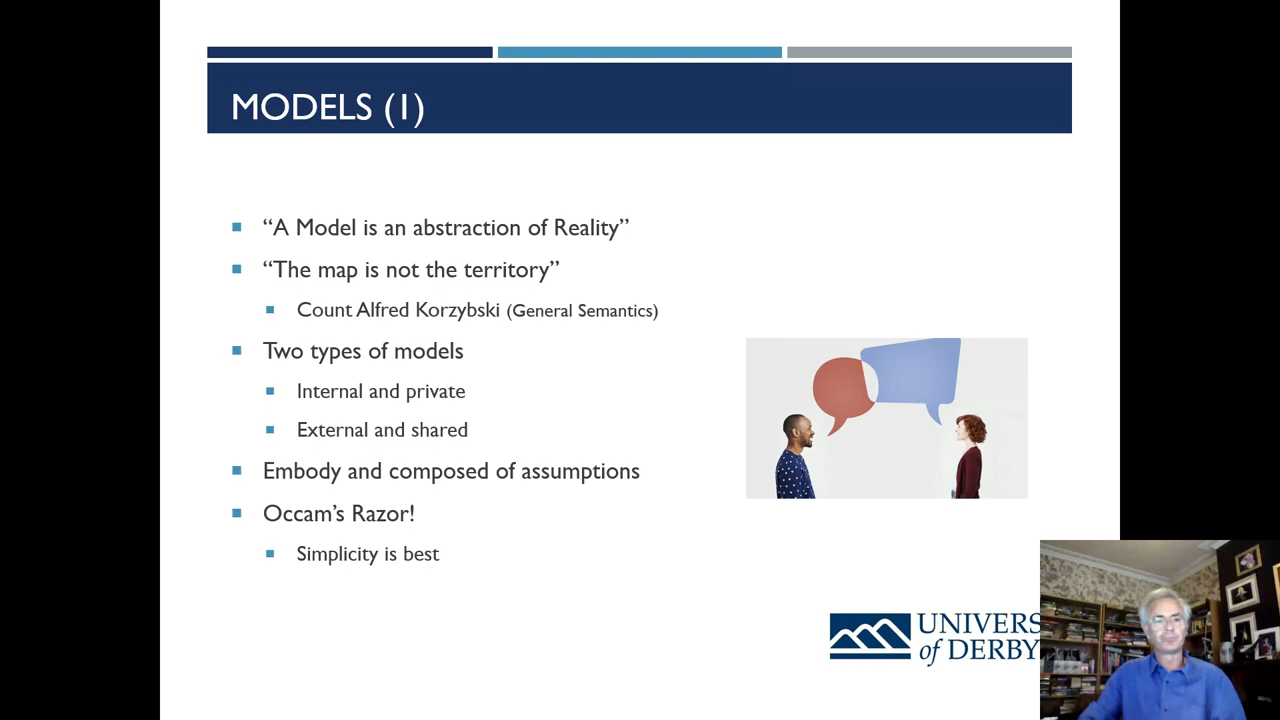 MODELS (1)
“A Model is an abstraction of Reality”
“The map is not the territory”
Count Alfred Korzybski (General Semantics)
Two types of models
Internal and private
External and shared
Embody and composed of assumptions
Occam’s Razor!
Simplicity is best
UNIVERS
of DERBY